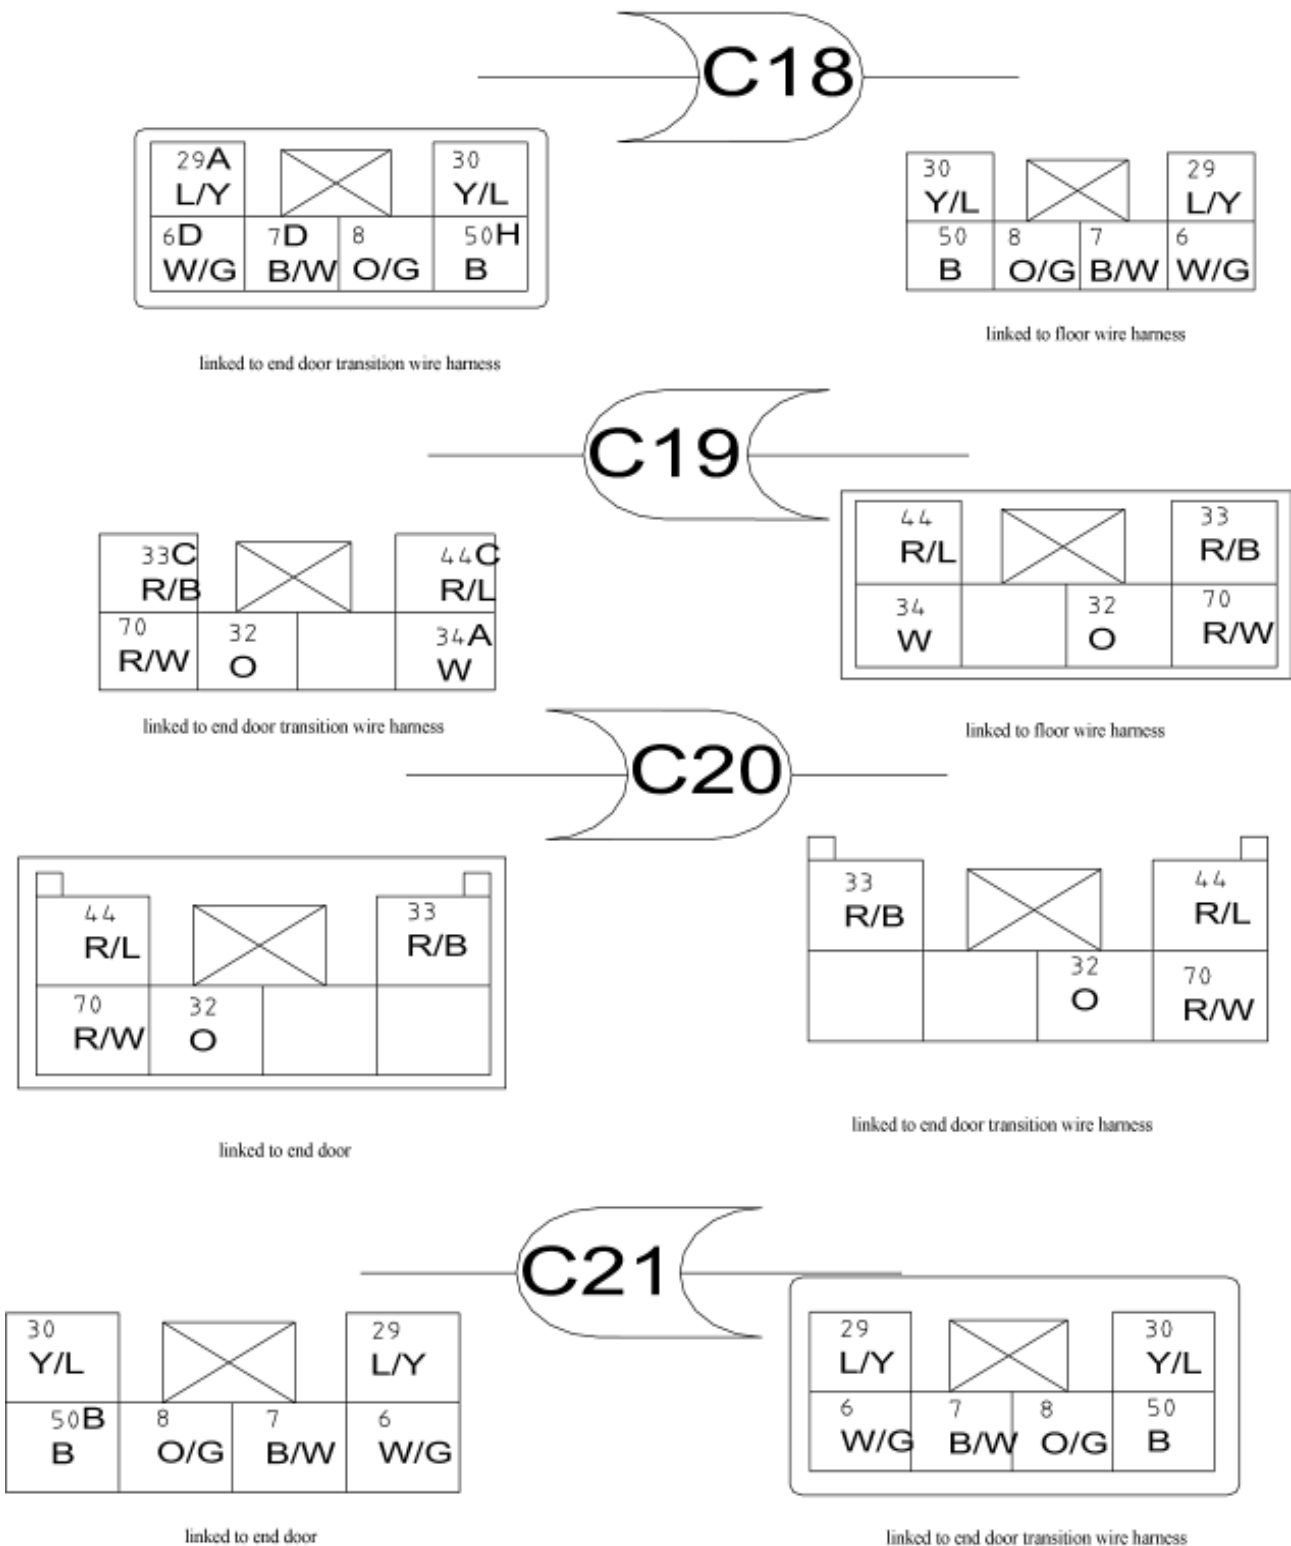 C18
29A 30
L/Y Y/L
6D 7D 8 50H
W/G B/W O/G B
linked to end door transition wire harness
30 29
Y/L L/Y
50 8 7 6
B O/G B/W W/G
linked to floor wire harness
C19
33C 44C
R/B R/L
70 32 34A
R/W O W
linked to end door transition wire harness
44 33
R/L R/B
34 32 70
W O R/W
linked to floor wire harness
C20
44 33
R/L R/B
70 32
R/W O
linked to end door
33 44
R/B R/L
32 70
O R/W
linked to end door transition wire harness
C21
30 29
Y/L L/Y
50B 8 7 6
B O/G B/W W/G
linked to end door
29 30
L/Y Y/L
6 7 8 50
W/G B/W O/G B
linked to end door transition wire harness